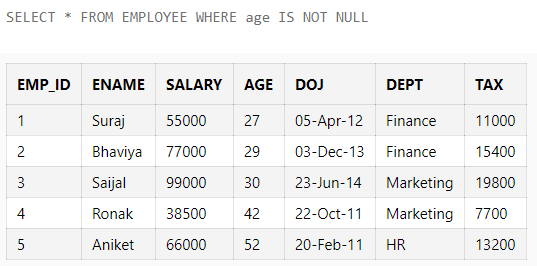 SELECT * FROM EMPLOYEE WHERE age IS NOT NULL
EMP_ID ENAME SALARY AGE DOJ DEPT TAX
1 Suraj 55000 27 05-Apr-12 Finance 11000
2 Bhaviya 77000 29 03-Dec-13 Finance 15400
3 Saijal 99000 30 23-Jun-14 Marketing 19800
4 Ronak 38500 42 22-Oct-11 Marketing 7700
5 Aniket 66000 52 20-Feb-11 HR 13200